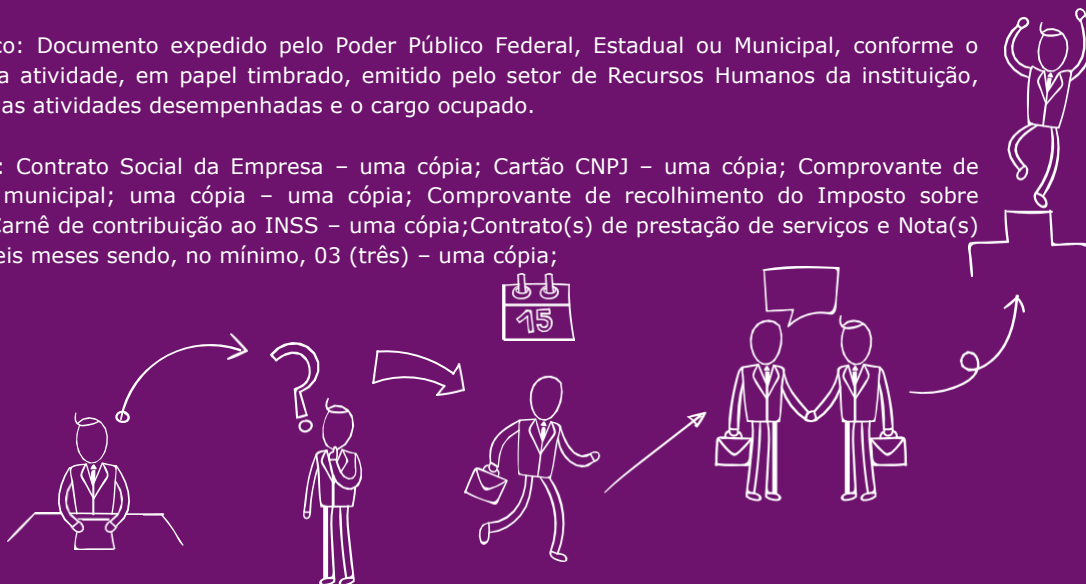 co: Documento expedido pelo Poder Público Federal, Estadual ou Municipal, conforme o
a atividade, em papel timbrado, emitido pelo setor de Recursos Humanos da instituição,
as atividades desempenhadas e o cargo ocupado.
: Contrato Social da Empresa – uma cópia; Cartão CNPJ – uma cópia; Comprovante de
municipal; uma cópia – uma cópia; Comprovante de recolhimento do Imposto sobre
Carnê de contribuição ao INSS – uma cópia;Contrato(s) de prestação de serviços e Nota(s)
eis meses sendo, no mínimo, 03 (três) – uma cópia;
15